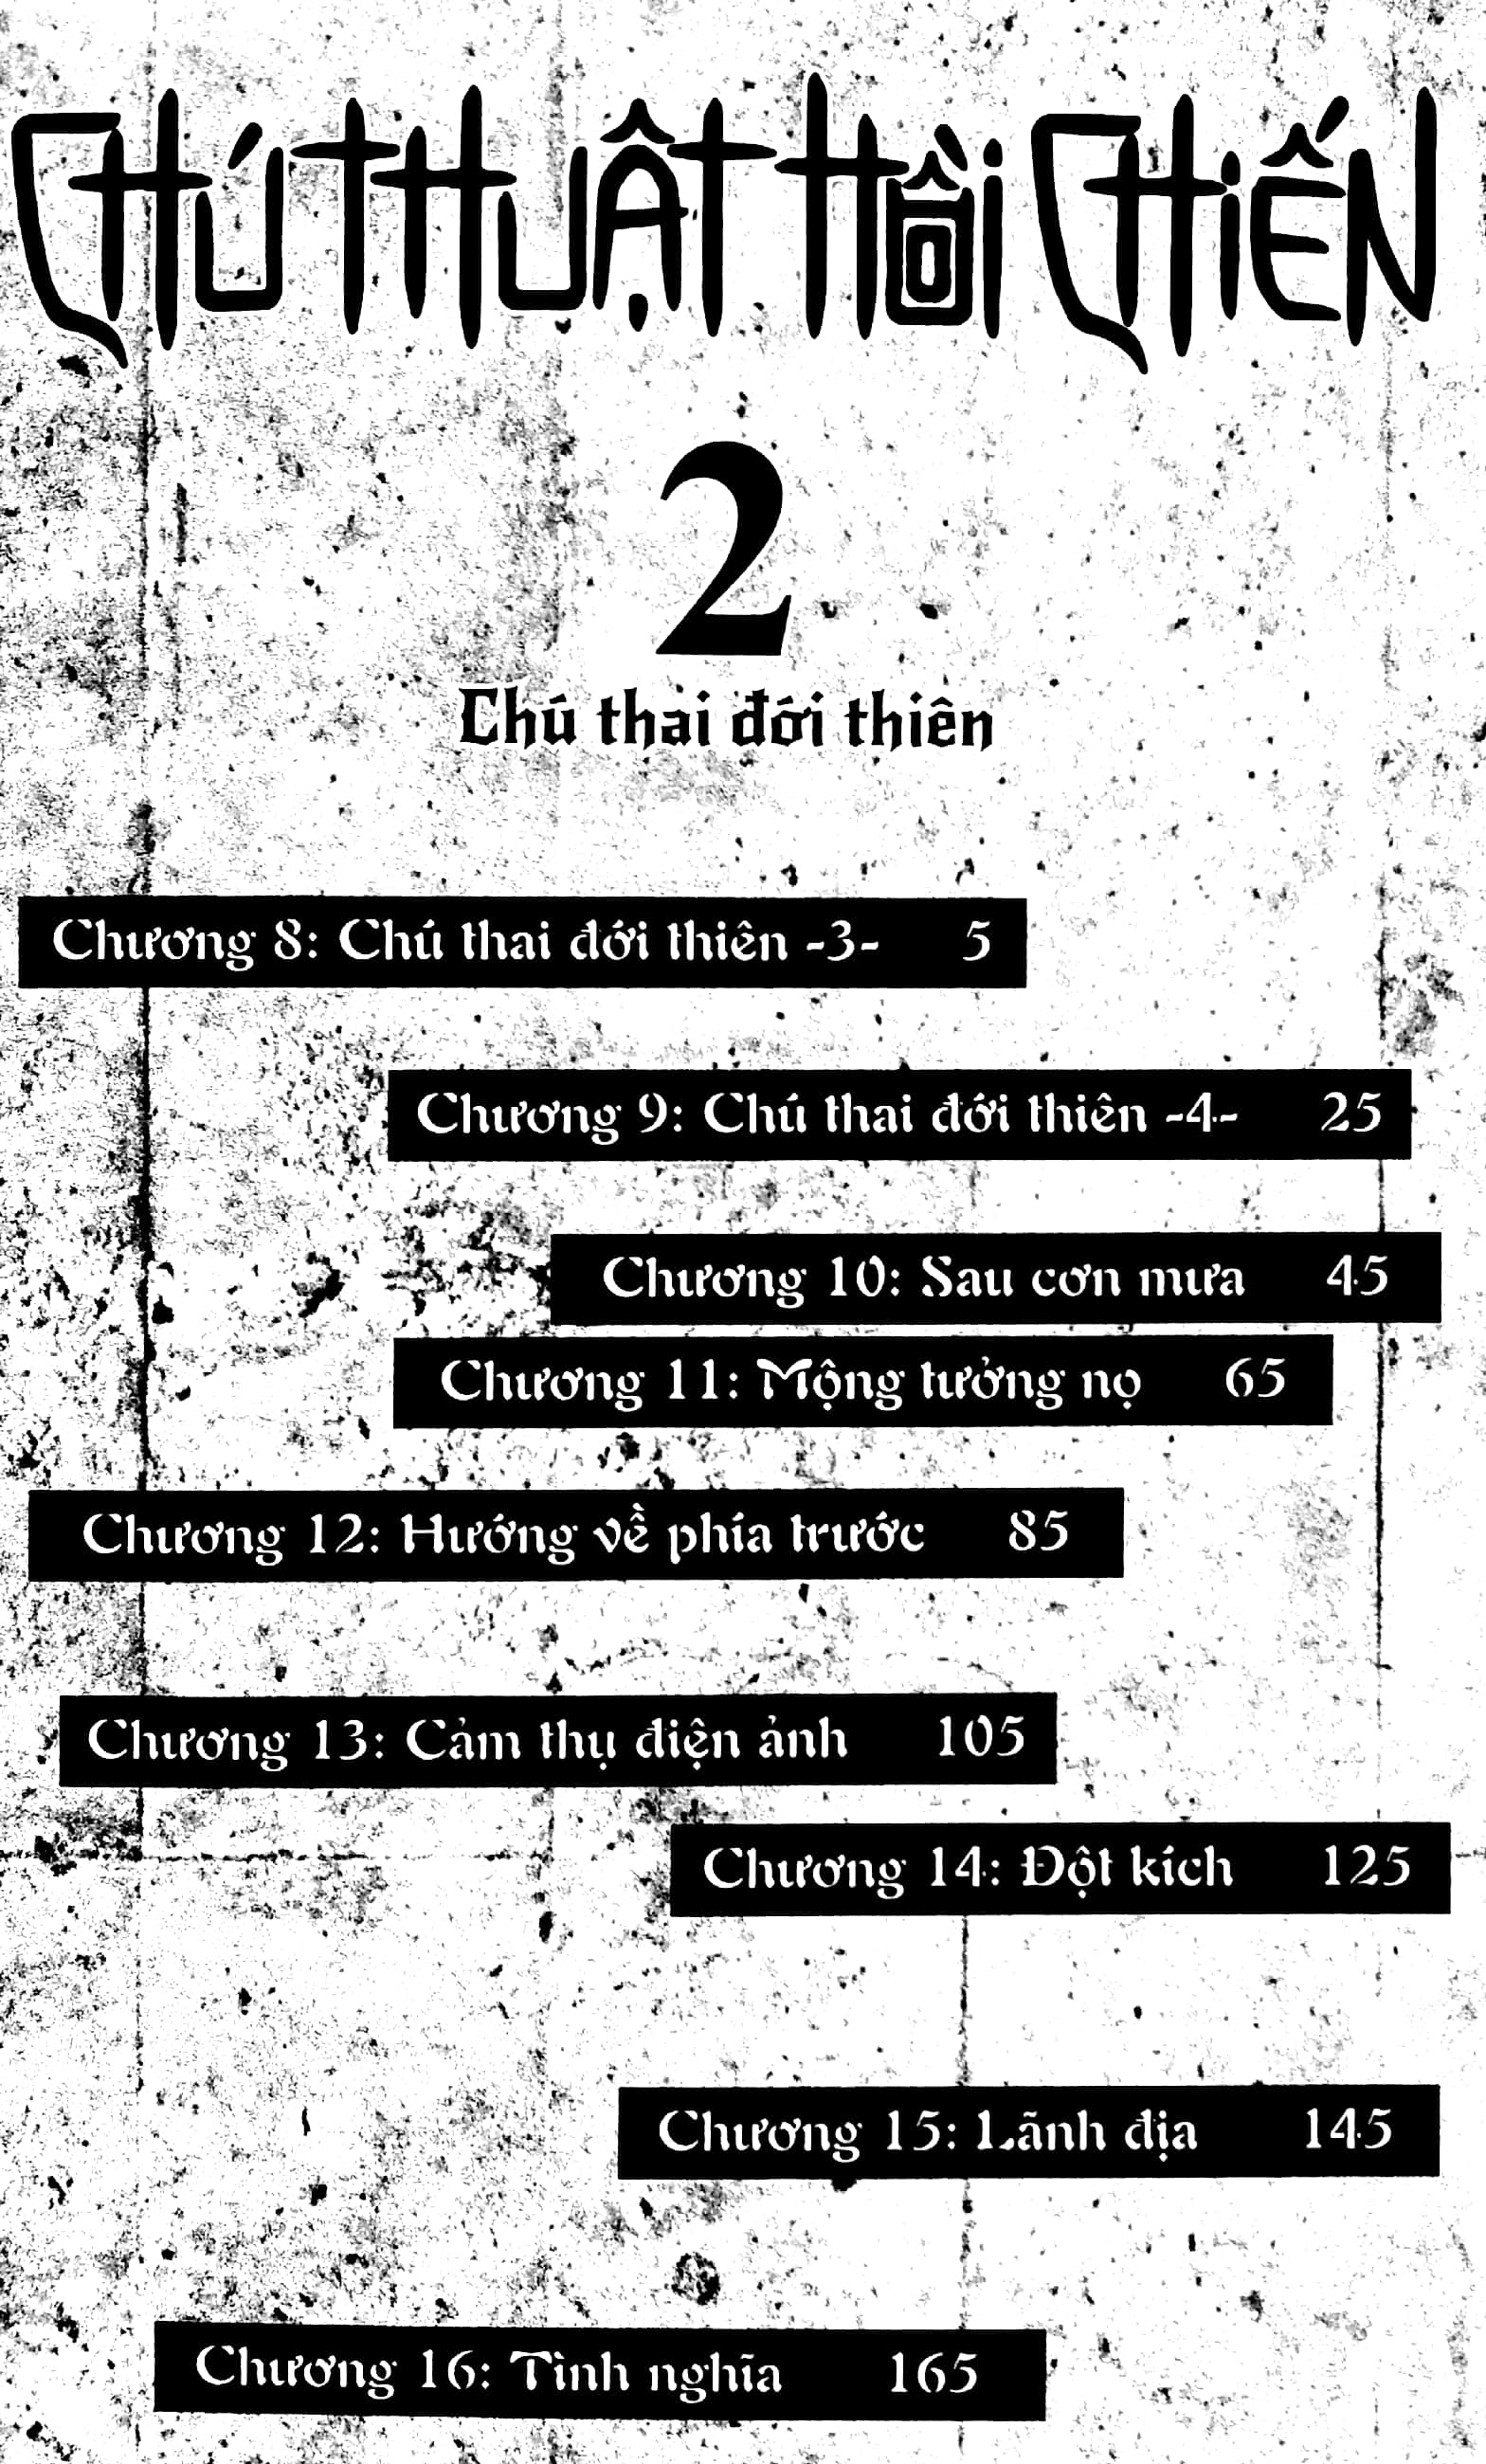 CHÚ THUẬT HỒI CHIẾN
2
Chú thai đới thiên
Chương 8: Chú thai đới thiên -3- 5
Chương 9: Chú thai đới thiên -4- 25
Chương 10: Sau cơn mưa 45
Chương 11: Mộng tưởng nọ 65
Chương 12: Hướng về phía trước 85
Chương 13: Cảm thụ điện ảnh 105
Chương 14: Đột kích 125
Chương 15: Lãnh địa 145
Chương 16: Tình nghĩa 165